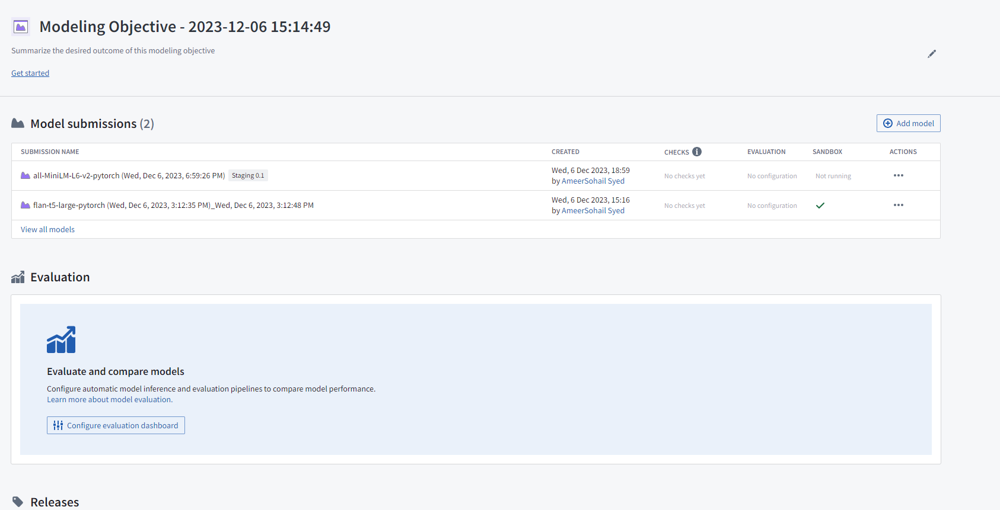 Modeling Objective - 2023-12-06 15:14:49
Summarize the desired outcome of this modeling objective
Get started
Model submissions (2)
Add model
SUBMISSION NAME CREATED CHECKS EVALUATION SANDBOX ACTIONS
all-MiniLM-L6-v2-pytorch (Wed, Dec 6, 2023, 6:59:26 PM) Staging 0.1 Wed, 6 Dec 2023, 18:59 No checks yet No configuration Not running
by AmeerSohail Syed
flan-t5-large-pytorch (Wed, Dec 6, 2023, 3:12:35 PM)_Wed, Dec 6, 2023, 3:12:48 PM Wed, 6 Dec 2023, 15:16 No checks yet No configuration
by AmeerSohail Syed
View all models
Evaluation
Evaluate and compare models
Configure automatic model inference and evaluation pipelines to compare model performance.
Learn more about model evaluation.
Configure evaluation dashboard
Releases